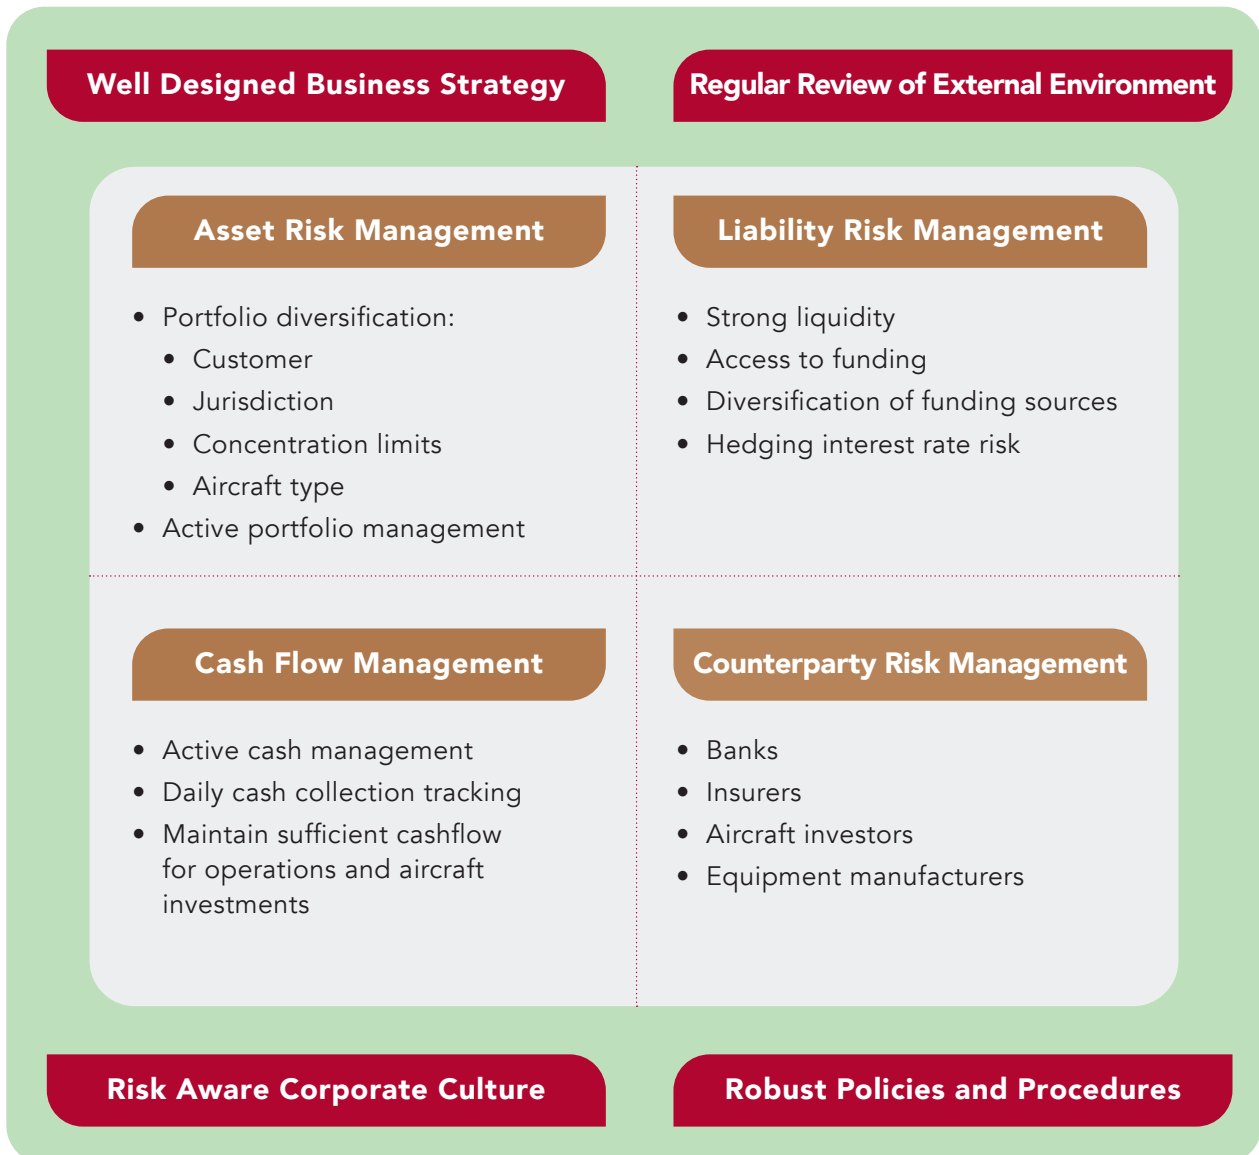 Well Designed Business Strategy
Regular Review of External Environment
Asset Risk Management
• Portfolio diversification:
• Customer
• Jurisdiction
• Concentration limits
• Aircraft type
• Active portfolio management
Liability Risk Management
• Strong liquidity
• Access to funding
• Diversification of funding sources
• Hedging interest rate risk
Cash Flow Management
• Active cash management
• Daily cash collection tracking
• Maintain sufficient cashflow
for operations and aircraft
investments
Counterparty Risk Management
• Banks
• Insurers
• Aircraft investors
• Equipment manufacturers
Risk Aware Corporate Culture
Robust Policies and Procedures